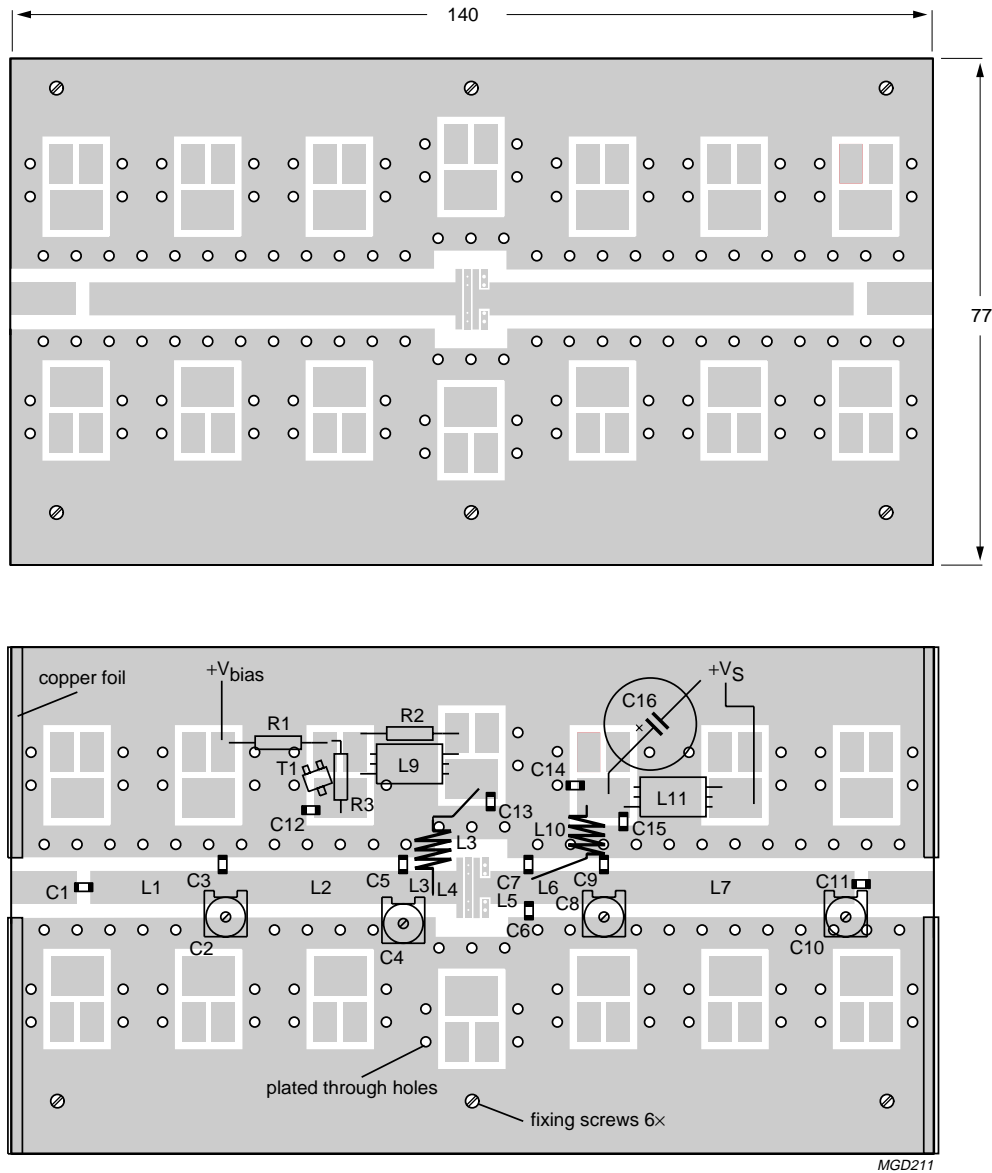 140
77
copper foil
+Vbias
+VS
R1
R2
C16
T1
L9
C14
L11
R3
C12
C13
L10
C15
L3
C3
C5
C7
C9
C1
L1
L2
L3
L4
L6
L7
C11
L5
C8
C6
C2
C4
C10
plated through holes
fixing screws 6×
MGD211